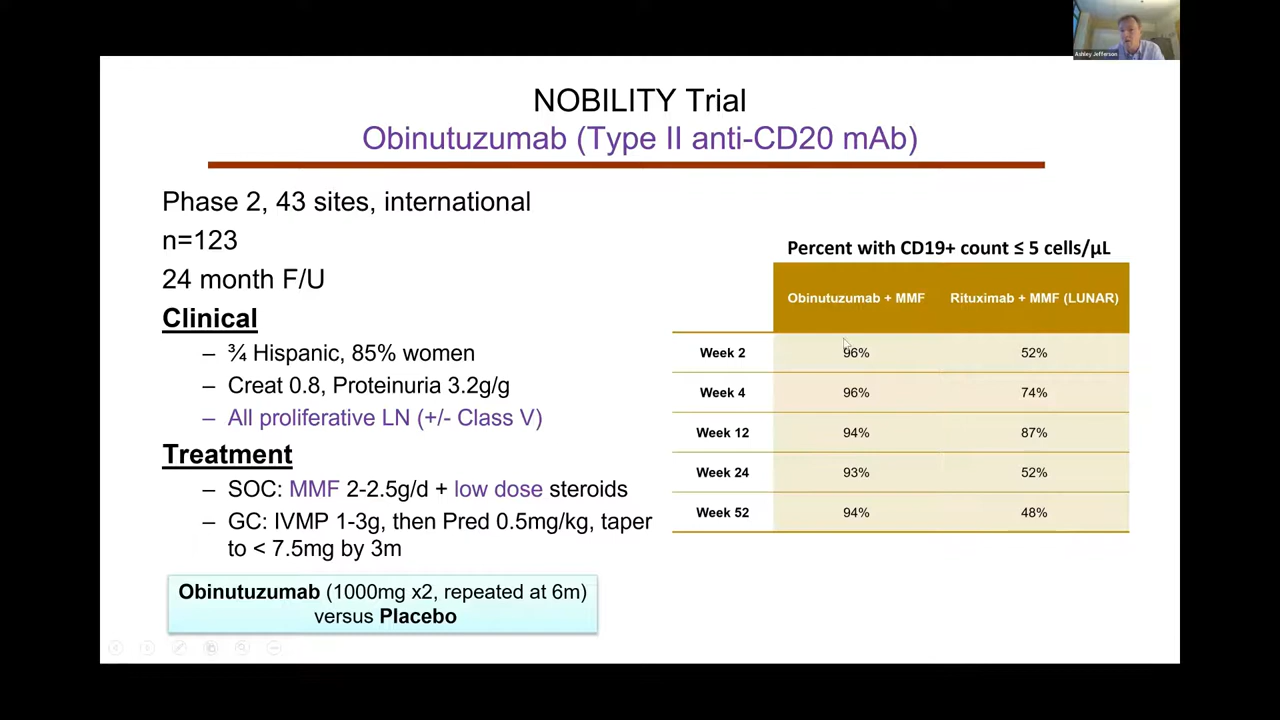 Ashley Jefferson
NOBILITY Trial
Obinutuzumab (Type II anti-CD20 mAb)
Phase 2, 43 sites, international
n=123
24 month F/U
Clinical
– ¾ Hispanic, 85% women
– Creat 0.8, Proteinuria 3.2g/g
– All proliferative LN (+/- Class V)
Treatment
– SOC: MMF 2-2.5g/d + low dose steroids
– GC: IVMP 1-3g, then Pred 0.5mg/kg, taper
to < 7.5mg by 3m
Obinutuzumab (1000mg x2, repeated at 6m)
versus Placebo
Percent with CD19+ count ≤ 5 cells/µL
Obinutuzumab + MMF Rituximab + MMF (LUNAR)
Week 2 96% 52%
Week 4 96% 74%
Week 12 94% 87%
Week 24 93% 52%
Week 52 94% 48%